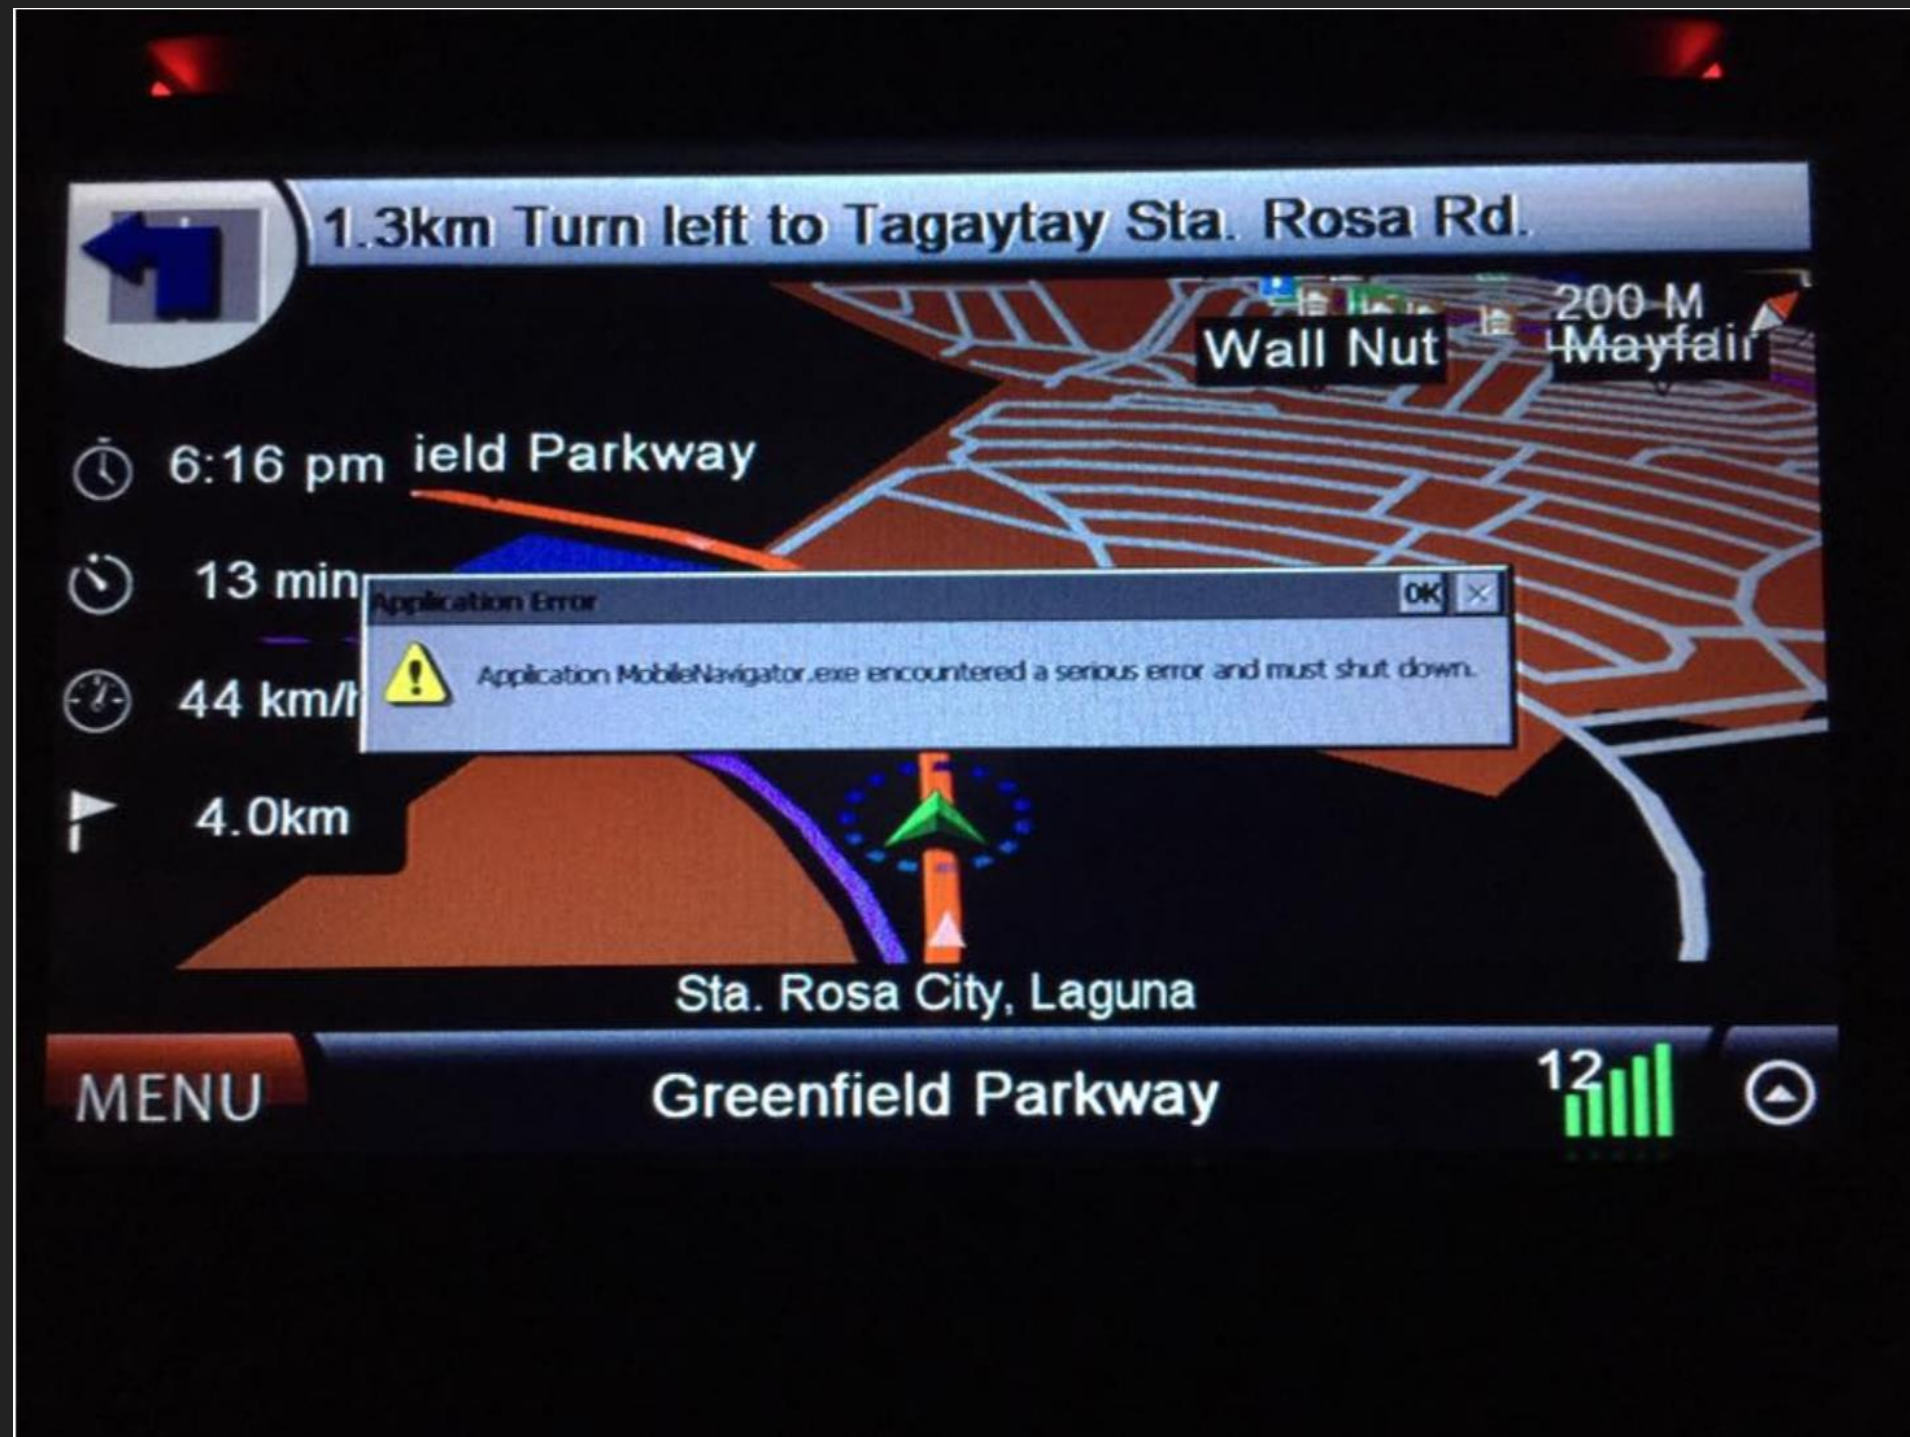 1.3km Turn left to Tagaytay Sta. Rosa Rd.
200 M
Wall Nut
Mayfair
6:16 pm
ield Parkway
13 min
Application Error
OK
Application MobileNavigator.exe encountered a serious error and must shut down.
44 km/h
4.0km
Sta. Rosa City, Laguna
MENU
Greenfield Parkway
12